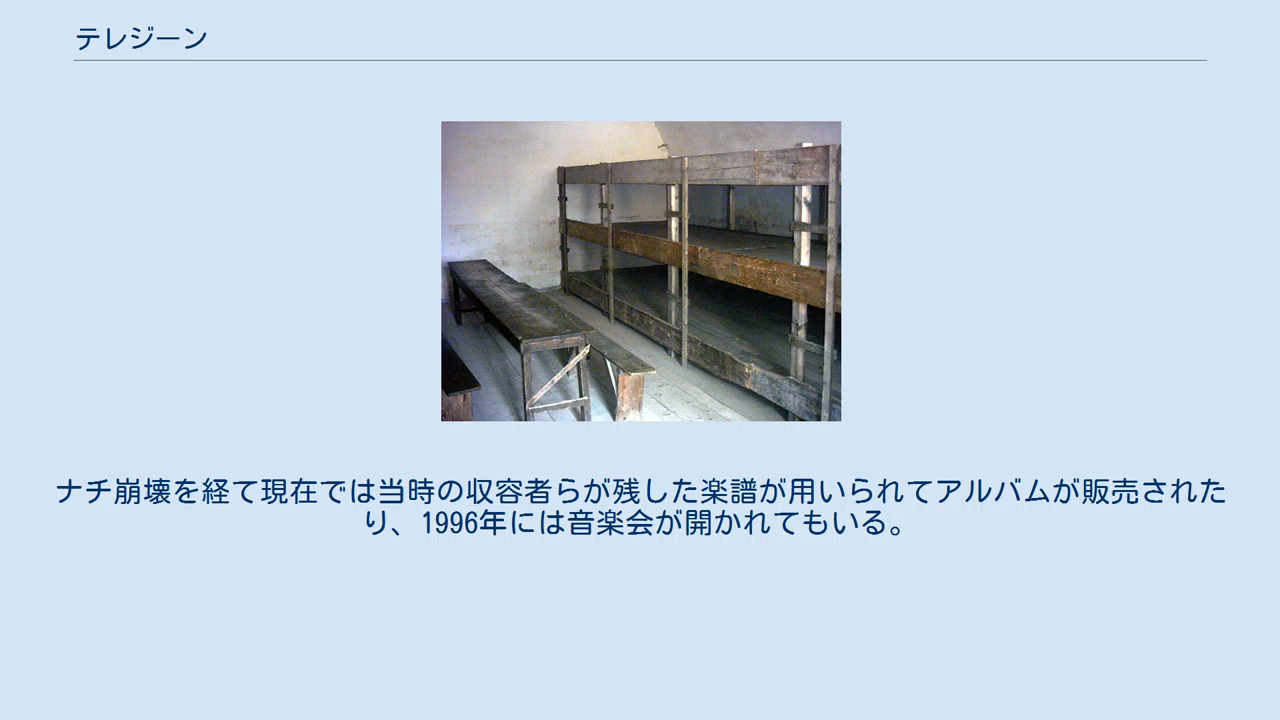 テレジーン
ナチ崩壊を経て現在では当時の収容者らが残した楽譜が用いられてアルバムが販売された
り、1996年には音楽会が開かれてもいる。